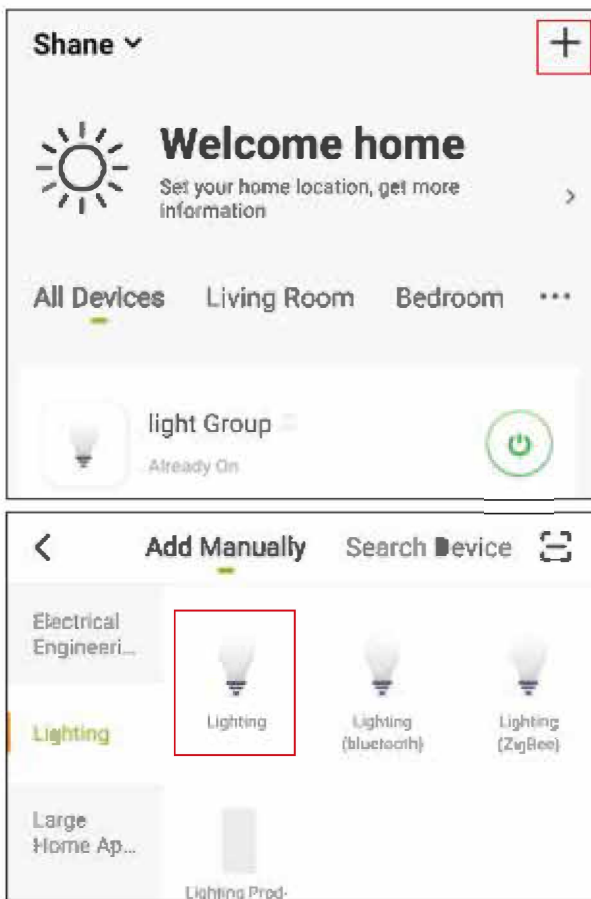 Shane
Welcome home
Set your home location, get more
information
All Devices Living Room Bedroom ...
light Group
Already On
Add Manually Search Device
Electrical
Engineeri...
Lighting
Lighting
Lighting
(bluetooth)
Lighting
(ZigBee)
Large
Home Ap...
Lighting Prod-